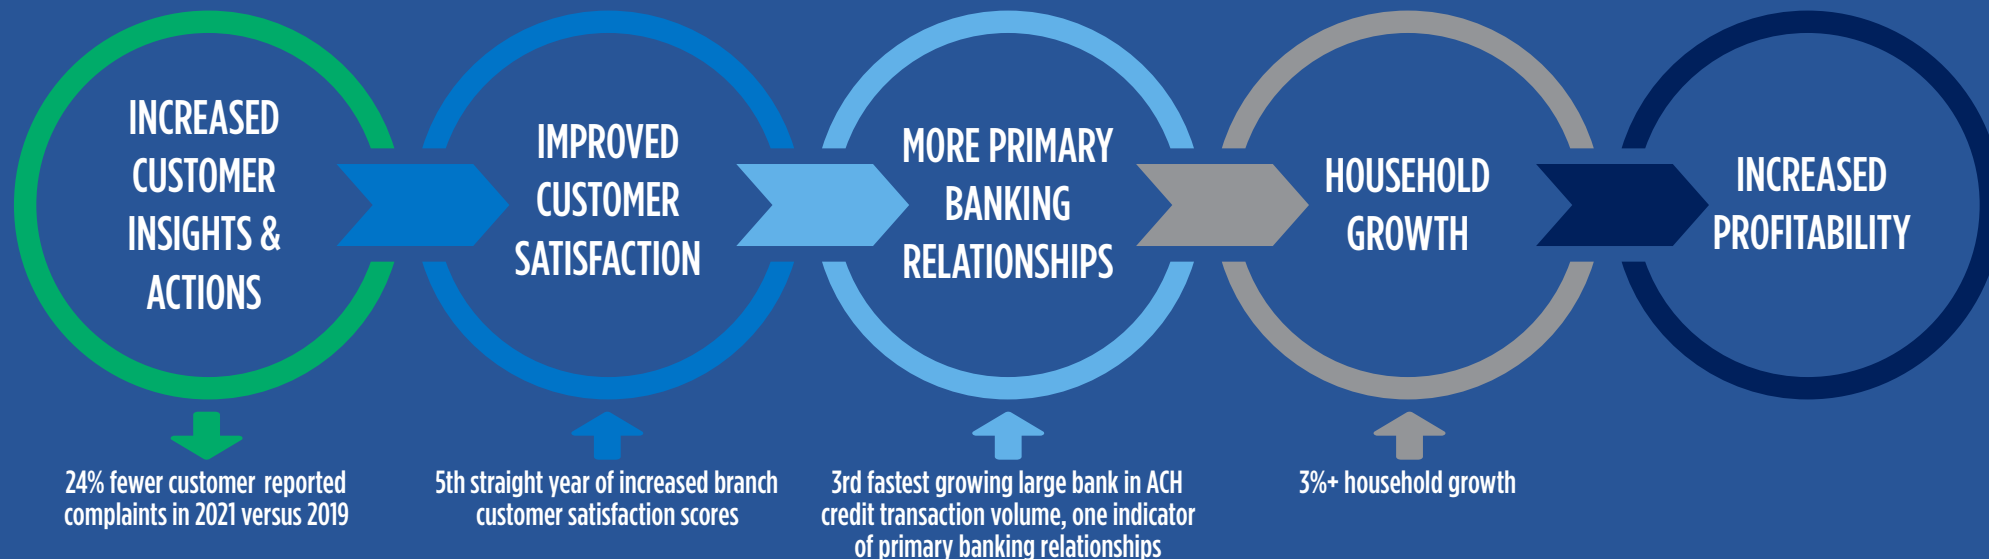 INCREASED
CUSTOMER
INSIGHTS &
ACTIONS
IMPROVED
CUSTOMER
SATISFACTION
MORE PRIMARY
BANKING
RELATIONSHIPS
HOUSEHOLD
GROWTH
INCREASED
PROFITABILITY
24% fewer customer reported
complaints in 2021 versus 2019
5th straight year of increased branch
customer satisfaction scores
3rd fastest growing large bank in ACH
credit transaction volume, one indicator
of primary banking relationships
3%+ household growth